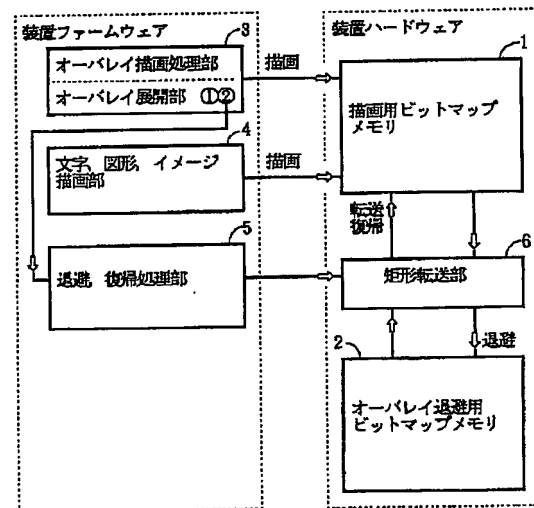 装置ファームウェア
3
オーバレイ描画処理部
オーバレイ展開部 ①②
描画
4
文字，図形，イメージ
描画部
描画
5
退避，復帰処理部
装置ハードウェア
1
描画用ビットマップ
メモリ
転送
復帰
6
矩形転送部
退避
2
オーバレイ退避用
ビットマップメモリ